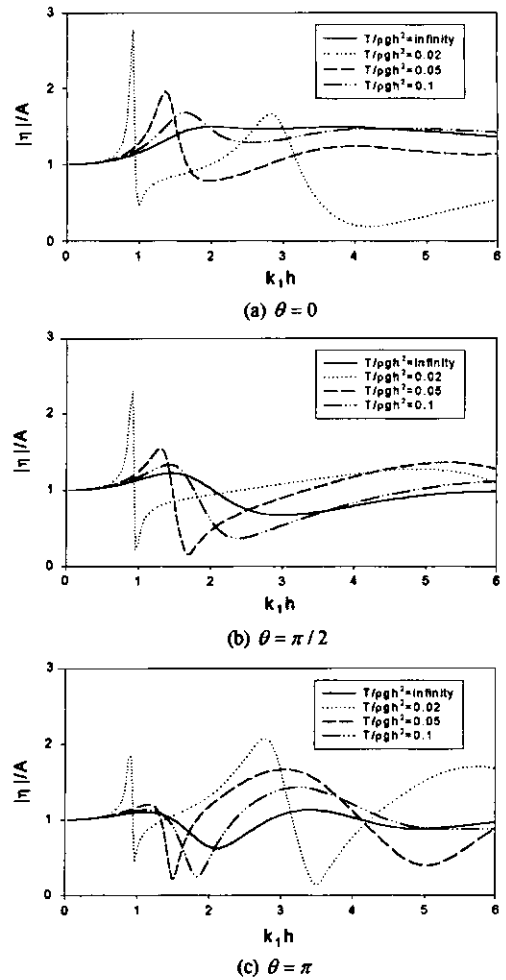 3
2
1
0
|η|/A
T/ρgh²=infinity
T/ρgh²=0.02
T/ρgh²=0.05
T/ρgh²=0.1
0 1 2 3 4 5 6
k₁h
(a) θ = 0
3
2
1
0
|η|/A
T/ρgh²=infinity
T/ρgh²=0.02
T/ρgh²=0.05
T/ρgh²=0.1
0 1 2 3 4 5 6
k₁h
(b) θ = π / 2
3
2
1
0
|η|/A
T/ρgh²=infinity
T/ρgh²=0.02
T/ρgh²=0.05
T/ρgh²=0.1
0 1 2 3 4 5 6
k₁h
(c) θ = π